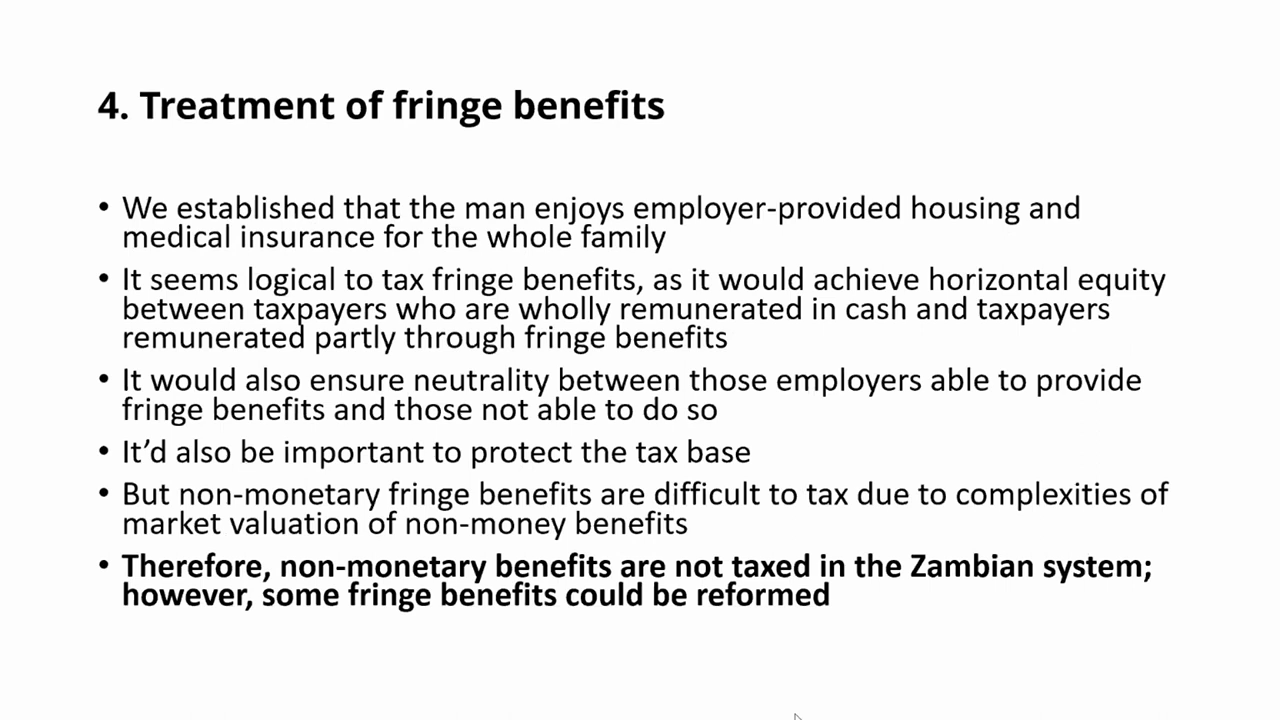 4. Treatment of fringe benefits
• We established that the man enjoys employer-provided housing and
medical insurance for the whole family
• It seems logical to tax fringe benefits, as it would achieve horizontal equity
between taxpayers who are wholly remunerated in cash and taxpayers
remunerated partly through fringe benefits
• It would also ensure neutrality between those employers able to provide
fringe benefits and those not able to do so
• It’d also be important to protect the tax base
• But non-monetary fringe benefits are difficult to tax due to complexities of
market valuation of non-money benefits
• Therefore, non-monetary benefits are not taxed in the Zambian system;
however, some fringe benefits could be reformed